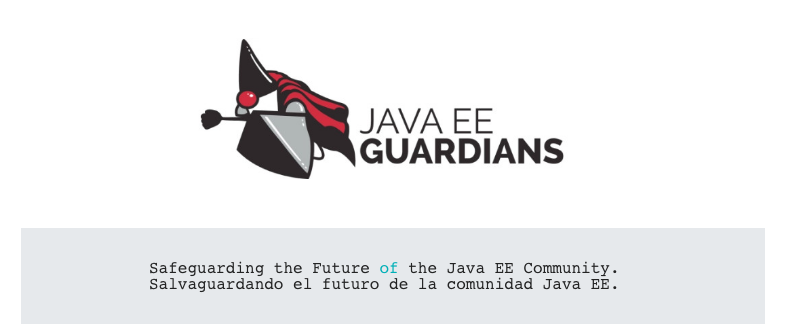 JAVA EE
GUARDIANS
Safeguarding the Future of the Java EE Community.
Salvaguardando el futuro de la comunidad Java EE.